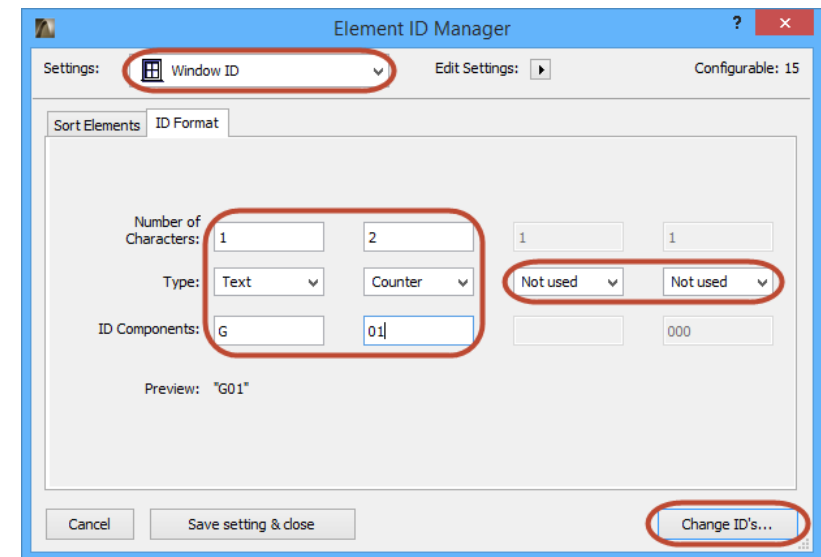 Element ID Manager
?
×
Settings: Window ID Edit Settings: Configurable: 15
Sort Elements ID Format
Number of
Characters: 1 2 1 1
Type: Text Counter Not used Not used
ID Components: G 01 000
Preview: "G01"
Cancel Save setting & close Change ID's...